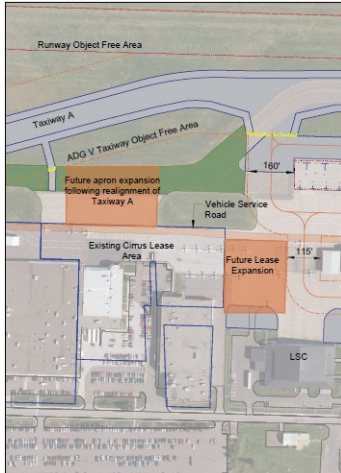 Runway Object Free Area
Taxiway A
ADG V Taxiway Object Free Area
160'
Future apron expansion
following realignment of
Taxiway A
Vehicle Service
Road
Existing Cirrus Lease
Area
Future Lease
Expansion
115'
LSC